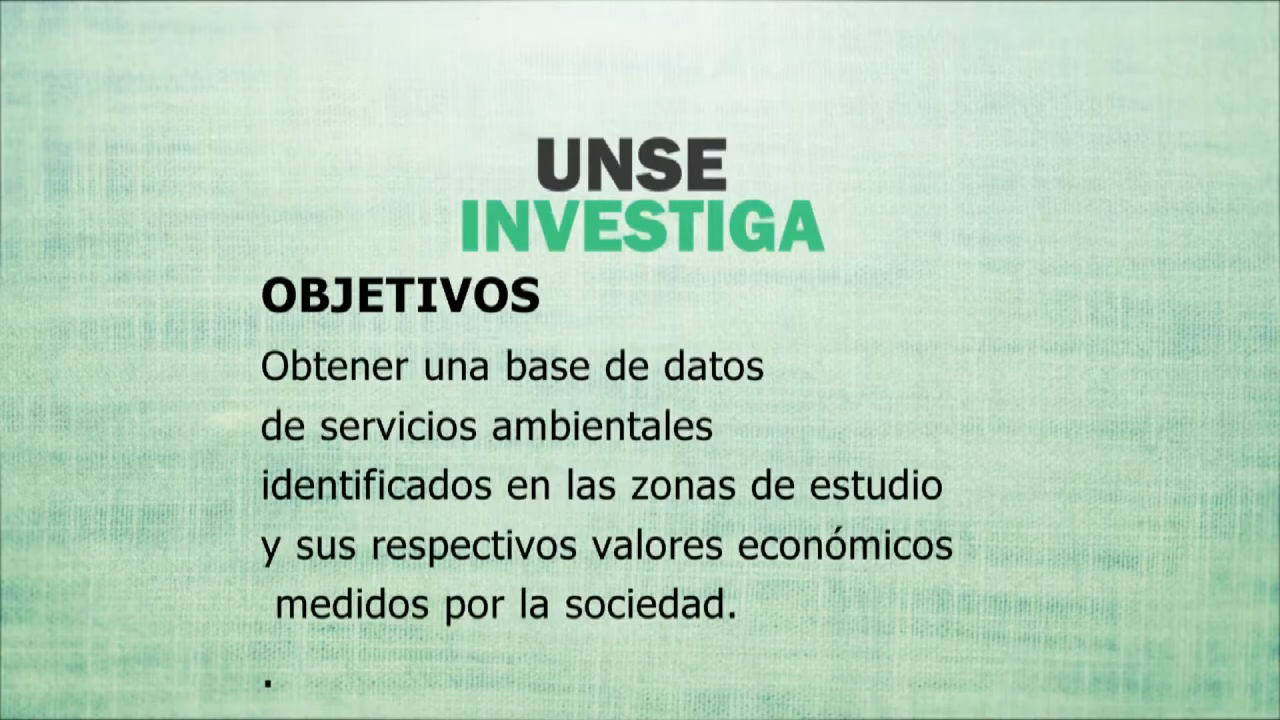 UNSE
INVESTIGA
OBJETIVOS
Obtener una base de datos
de servicios ambientales
identificados en las zonas de estudio
y sus respectivos valores económicos
medidos por la sociedad.
.